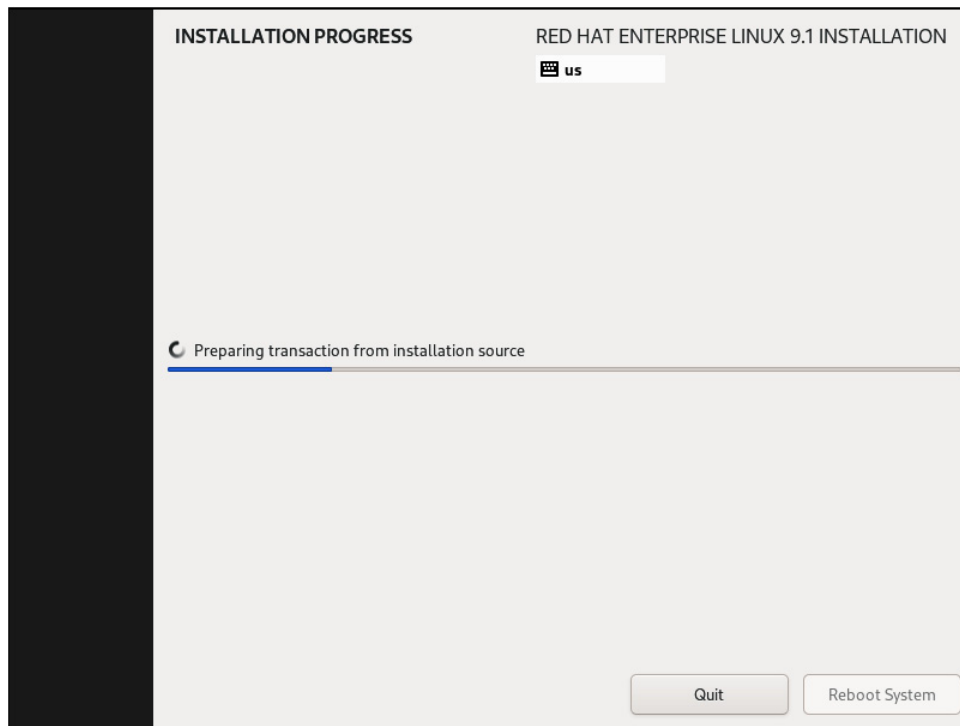 INSTALLATION PROGRESS
RED HAT ENTERPRISE LINUX 9.1 INSTALLATION
us
Preparing transaction from installation source
Quit
Reboot System